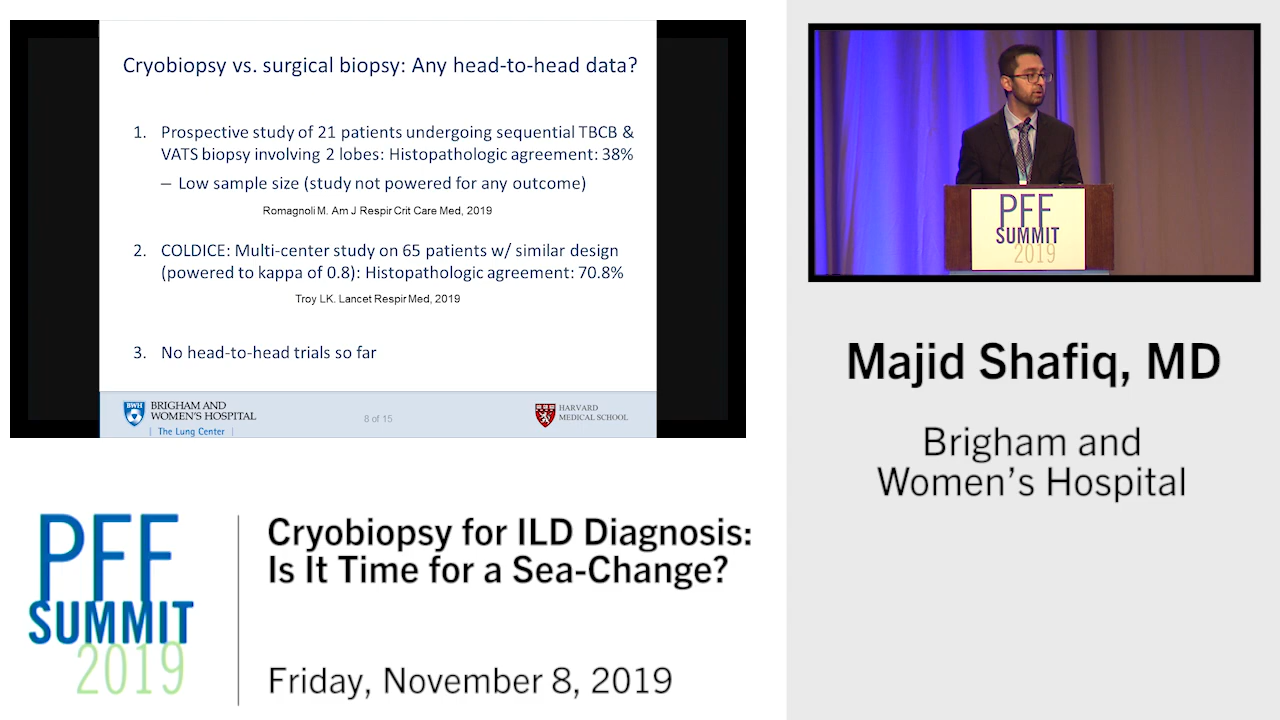 Cryobiopsy vs. surgical biopsy: Any head-to-head data?
1. Prospective study of 21 patients undergoing sequential TBCB &
VATS biopsy involving 2 lobes: Histopathologic agreement: 38%
– Low sample size (study not powered for any outcome)
Romagnoli M. Am J Respir Crit Care Med, 2019
2. COLDICE: Multi-center study on 65 patients w/ similar design
(powered to kappa of 0.8): Histopathologic agreement: 70.8%
Troy LK. Lancet Respir Med, 2019
3. No head-to-head trials so far
BWH
BRIGHAM AND
WOMEN'S HOSPITAL
| The Lung Center |
8 of 15
HARVARD
MEDICAL SCHOOL
PFF
SUMMIT
2019
Majid Shafiq, MD
Brigham and
Women's Hospital
PFF
SUMMIT
2019
Cryobiopsy for ILD Diagnosis:
Is It Time for a Sea-Change?
Friday, November 8, 2019